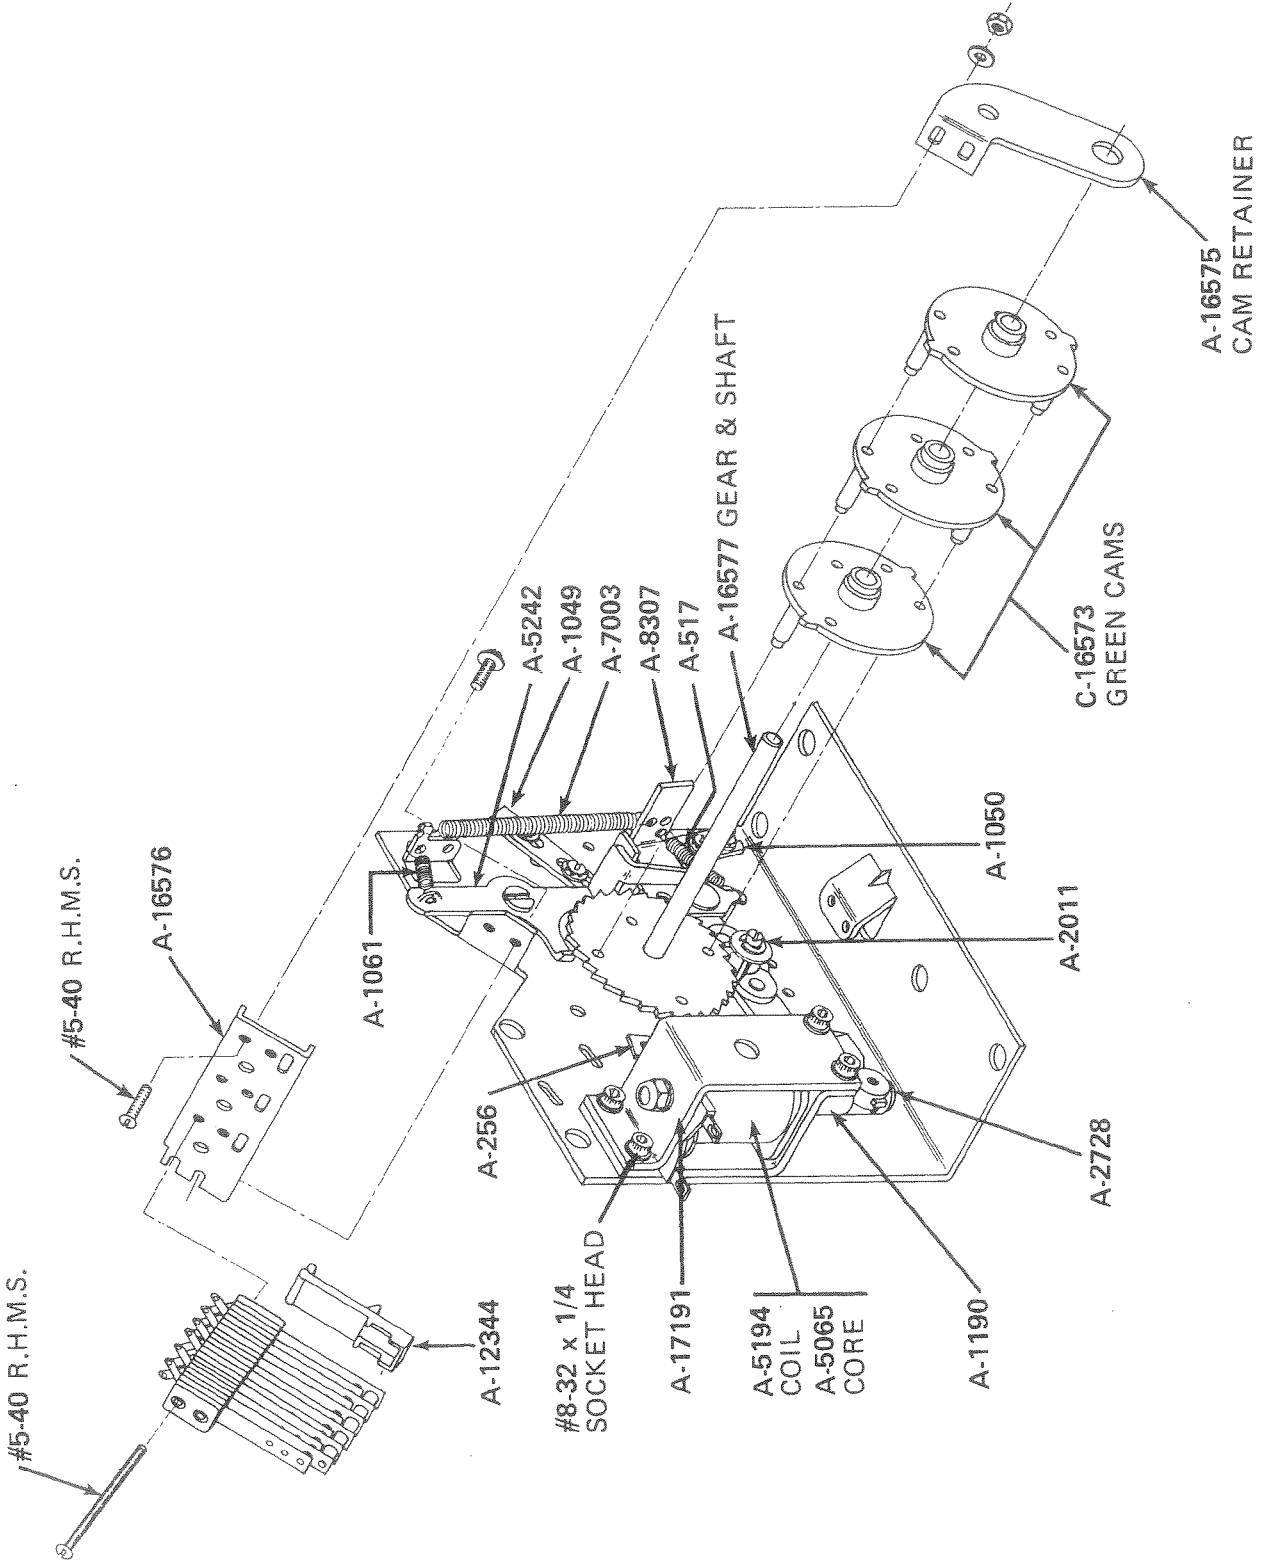 #5-40 R.H.M.S.
#5-40 R.H.M.S.
A-16576
A-1061
A-5242
A-1049
A-7003
A-8307
A-517
A-16577 GEAR & SHAFT
A-16575
CAM RETAINER
C-16573
GREEN CAMS
A-1050
A-2011
A-2728
A-256
A-12344
#8-32 x 1/4
SOCKET HEAD
A-17191
A-5194
COIL
A-5065
CORE
A-1190